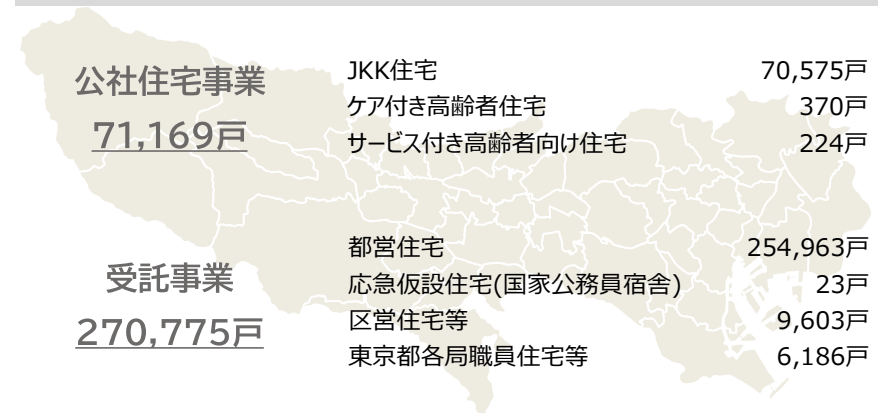 公社住宅事業
71,169戸
JKK住宅 70,575戸
ケア付き高齢者住宅 370戸
サービス付き高齢者向け住宅 224戸
受託事業
270,775戸
都営住宅 254,963戸
応急仮設住宅(国家公務員宿舎) 23戸
区営住宅等 9,603戸
東京都各局職員住宅等 6,186戸